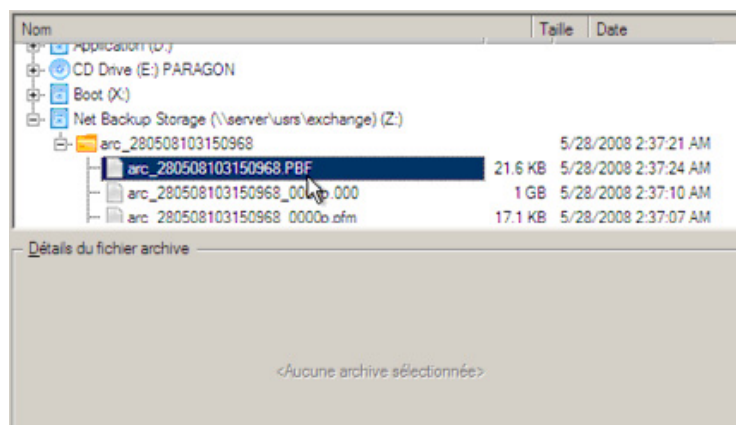 Nom Taille Date
Application (D:)
CD Drive (E:) PARAGON
Boot (X:)
Net Backup Storage (\\server\usrs\exchange) (Z:)
arc_280508103150968 5/28/2008 2:37:21 AM
arc_280508103150968.PBF 21.6 KB 5/28/2008 2:37:24 AM
arc_280508103150968_0000p.000 1 GB 5/28/2008 2:37:10 AM
arc_280508103150968_0000p.pfm 17.1 KB 5/28/2008 2:37:07 AM
Détails du fichier archive
<Aucune archive sélectionnée>